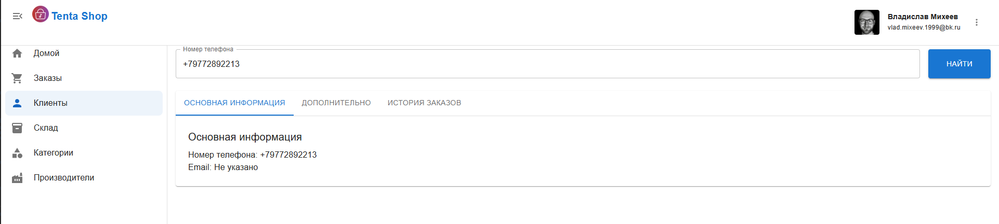 Tenta Shop
Владислав Михеев
vlad.mixeev.1999@bk.ru
Домой
Заказы
Клиенты
Склад
Категории
Производители
Номер телефона
+79772892213
НАЙТИ
ОСНОВНАЯ ИНФОРМАЦИЯ
ДОПОЛНИТЕЛЬНО
ИСТОРИЯ ЗАКАЗОВ
Основная информация
Номер телефона: +79772892213
Email: Не указано